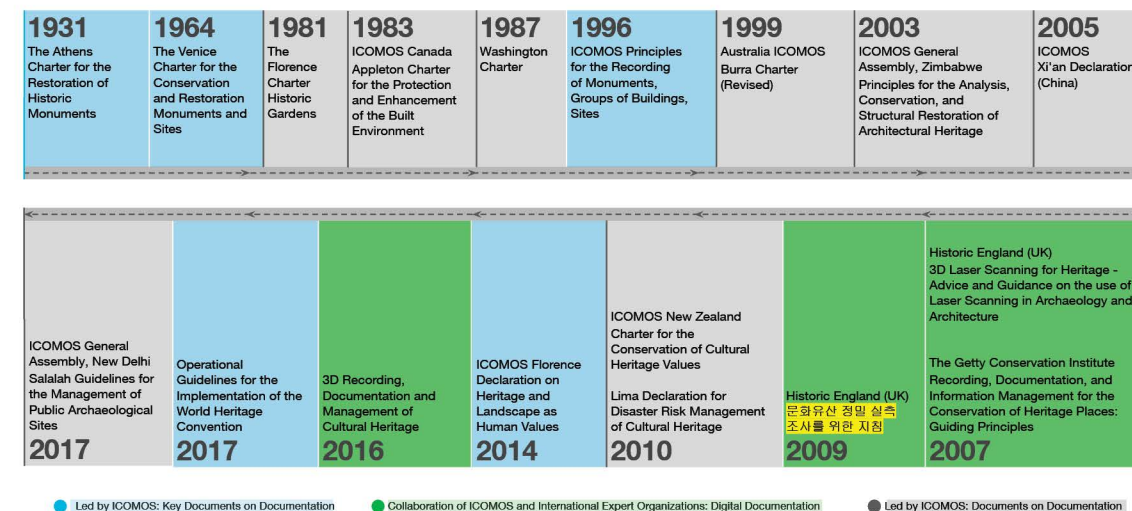 1931
The Athens
Charter for the
Restoration of
Historic
Monuments
1964
The Venice
Charter for the
Conservation
and Restoration
Monuments and
Sites
1981
The
Florence
Charter
Historic
Gardens
1983
ICOMOS Canada
Appleton Charter
for the Protection
and Enhancement
of the Built
Environment
1987
Washington
Charter
1996
ICOMOS Principles
for the Recording
of Monuments,
Groups of Buildings,
Sites
1999
Australia ICOMOS
Burra Charter
(Revised)
2003
ICOMOS General
Assembly, Zimbabwe
Principles for the Analysis,
Conservation, and
Structural Restoration of
Architectural Heritage
2005
ICOMOS
Xi'an Declaration
(China)
ICOMOS General
Assembly, New Delhi
Salalah Guidelines for
the Management of
Public Archaeological
Sites
2017
Operational
Guidelines for the
Implementation of the
World Heritage
Convention
2017
3D Recording,
Documentation and
Management of
Cultural Heritage
2016
ICOMOS Florence
Declaration on
Heritage and
Landscape as
Human Values
2014
ICOMOS New Zealand
Charter for the
Conservation of Cultural
Heritage Values
Lima Declaration for
Disaster Risk Management
of Cultural Heritage
2010
Historic England (UK)
문화유산 정밀 실측
조사를 위한 지침
2009
Historic England (UK)
3D Laser Scanning for Heritage -
Advice and Guidance on the use of
Laser Scanning in Archaeology and
Architecture
The Getty Conservation Institute
Recording, Documentation, and
Information Management for the
Conservation of Heritage Places:
Guiding Principles
2007
Led by ICOMOS: Key Documents on Documentation
Collaboration of ICOMOS and International Expert Organizations: Digital Documentation
Led by ICOMOS: Documents on Documentation